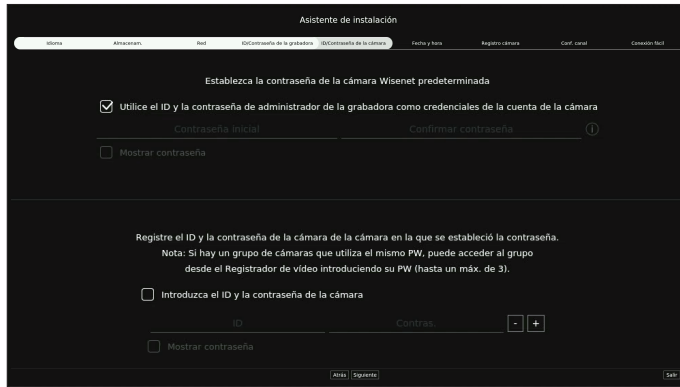 Asistente de instalación
Idioma Almacenam. Red ID/Contraseña de la grabadora ID/Contraseña de la cámara Fecha y hora Registro cámara Conf. canal Conexión fácil
Establezca la contraseña de la cámara Wisenet predeterminada
Utilice el ID y la contraseña de administrador de la grabadora como credenciales de la cuenta de la cámara
Contraseña inicial Confirmar contraseña
Mostrar contraseña
Registre el ID y la contraseña de la cámara de la cámara en la que se estableció la contraseña.
Nota: Si hay un grupo de cámaras que utiliza el mismo PW, puede acceder al grupo
desde el Registrador de vídeo introduciendo su PW (hasta un máx. de 3).
Introduzca el ID y la contraseña de la cámara
ID Contras. - +
Mostrar contraseña
Atrás Siguiente Salir